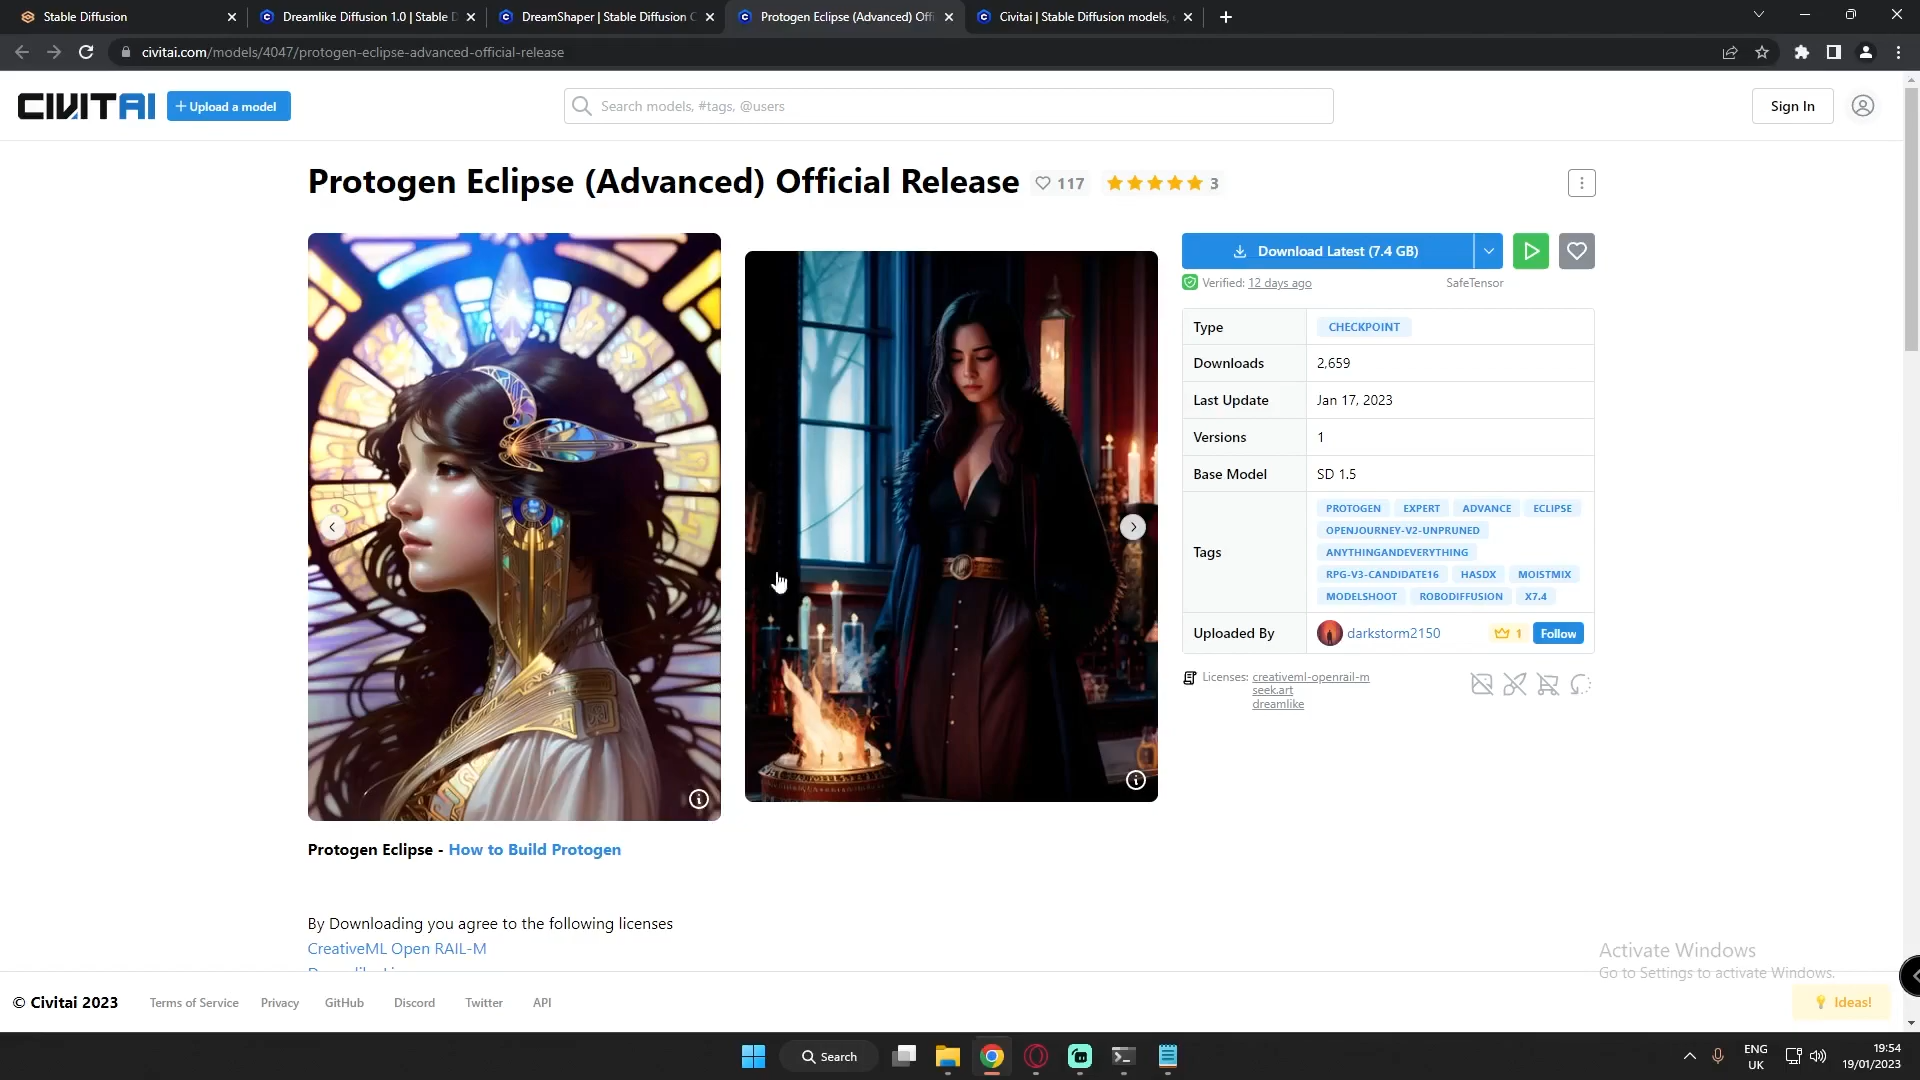 Stable Diffusion
Dreamlike Diffusion 1.0 | Stable D
DreamShaper | Stable Diffusion C
Protogen Eclipse (Advanced) Offi
Civitai | Stable Diffusion models,
civitai.com/models/4047/protogen-eclipse-advanced-official-release
CIVITAI
+ Upload a model
Search models, #tags, @users
Sign In
Protogen Eclipse (Advanced) Official Release
117
3
Download Latest (7.4 GB)
Verified: 12 days ago
SafeTensor
Type
CHECKPOINT
Downloads
2,659
Last Update
Jan 17, 2023
Versions
1
Base Model
SD 1.5
Tags
PROTOGEN EXPERT ADVANCE ECLIPSE
OPENJOURNEY-V2-UNPRUNED
ANYTHINGANDEVERYTHING
RPG-V3-CANDIDATE16 HASDX MOISTMIX
MODELSHOOT ROBODIFFUSION X7.4
Uploaded By
darkstorm2150
1
Follow
Licenses: creativeml-openrail-m
seek.art
dreamlike
Protogen Eclipse - How to Build Protogen
By Downloading you agree to the following licenses
CreativeML Open RAIL-M
Activate Windows
Go to Settings to activate Windows.
© Civitai 2023
Terms of Service
Privacy
GitHub
Discord
Twitter
API
Ideas!
Search
ENG
UK
19:54
19/01/2023